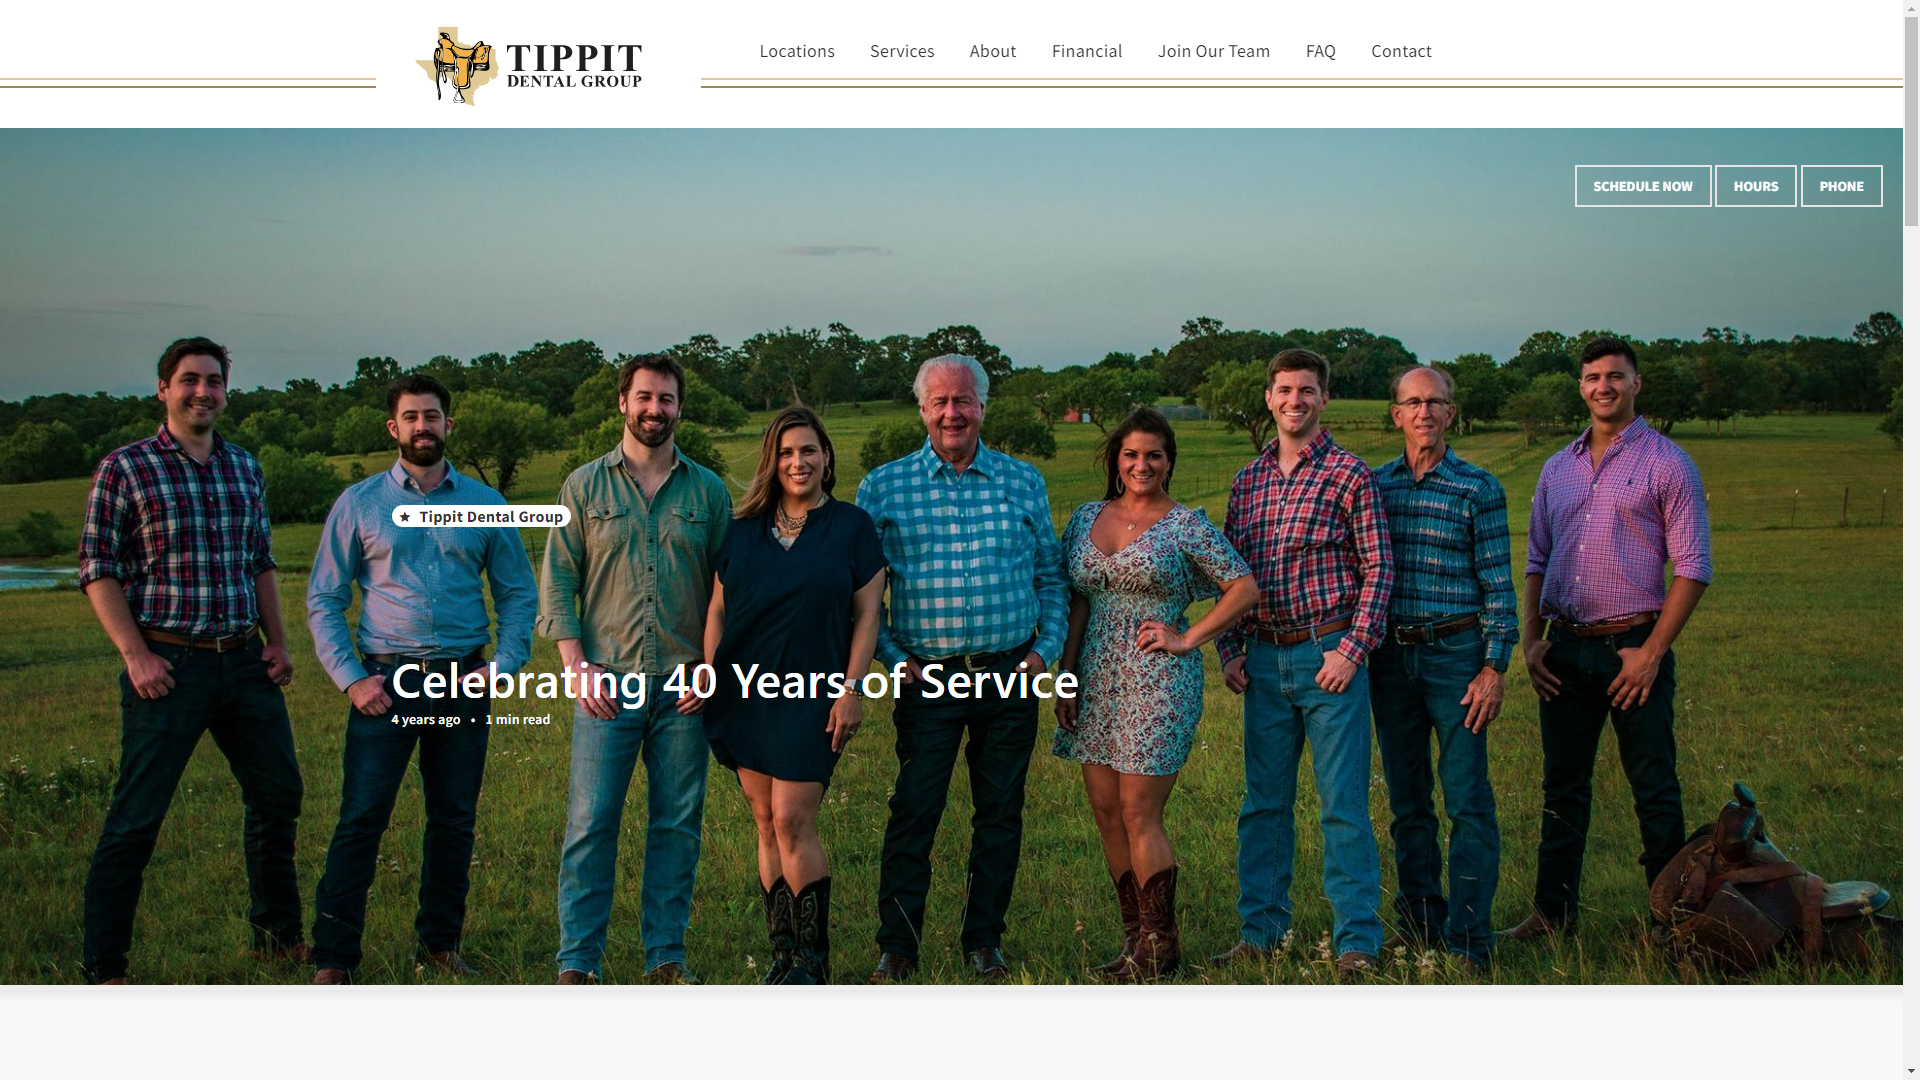 TIPPIT
DENTAL GROUP
Locations Services About Financial Join Our Team FAQ Contact
SCHEDULE NOW HOURS PHONE
★ Tippit Dental Group
Celebrating 40 Years of Service
4 years ago • 1 min read